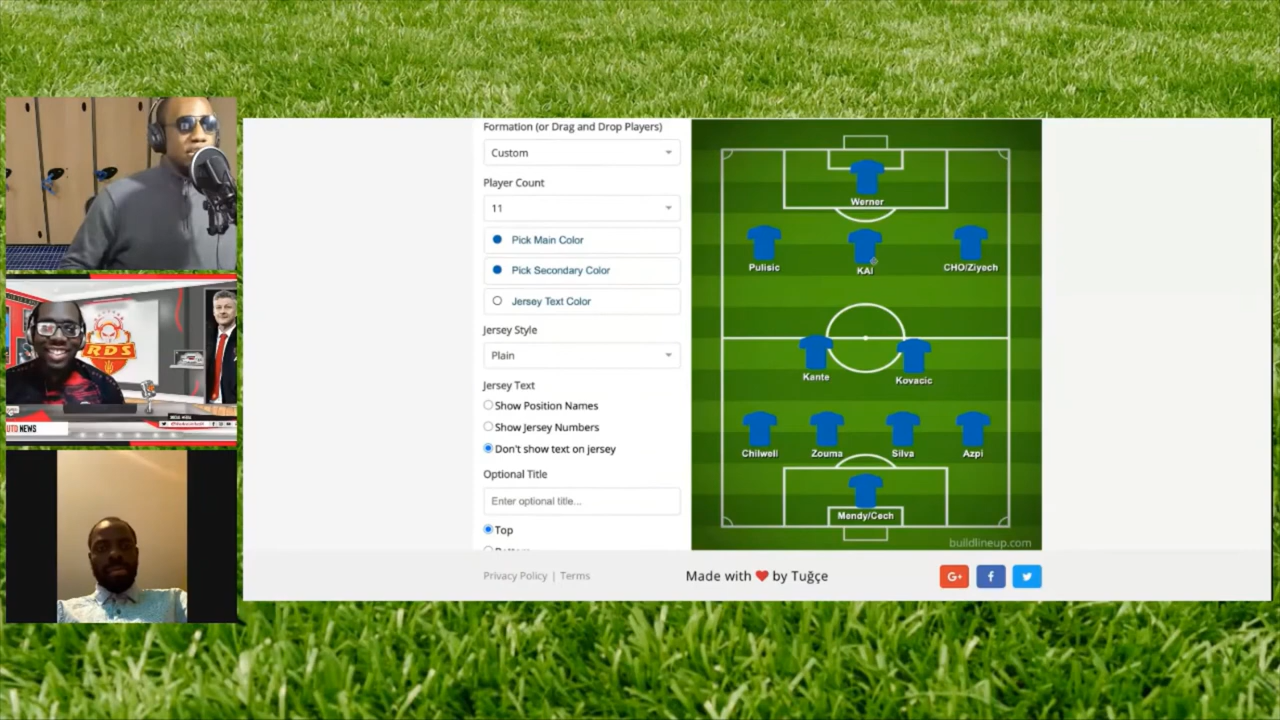 Formation (or Drag and Drop Players)
Custom
Player Count
11
Pick Main Color
Pick Secondary Color
Jersey Text Color
Jersey Style
Plain
Jersey Text
Show Position Names
Show Jersey Numbers
Don't show text on jersey
Optional Title
Enter optional title...
Top
Werner
Pulisic
KAI
CHO/Ziyech
Kante
Kovacic
Chilwell
Zouma
Silva
Azpi
Mendy/Cech
buildlineup.com
Privacy Policy | Terms
Made with ❤ by Tuğçe
G+
f
RDS
UTD NEWS